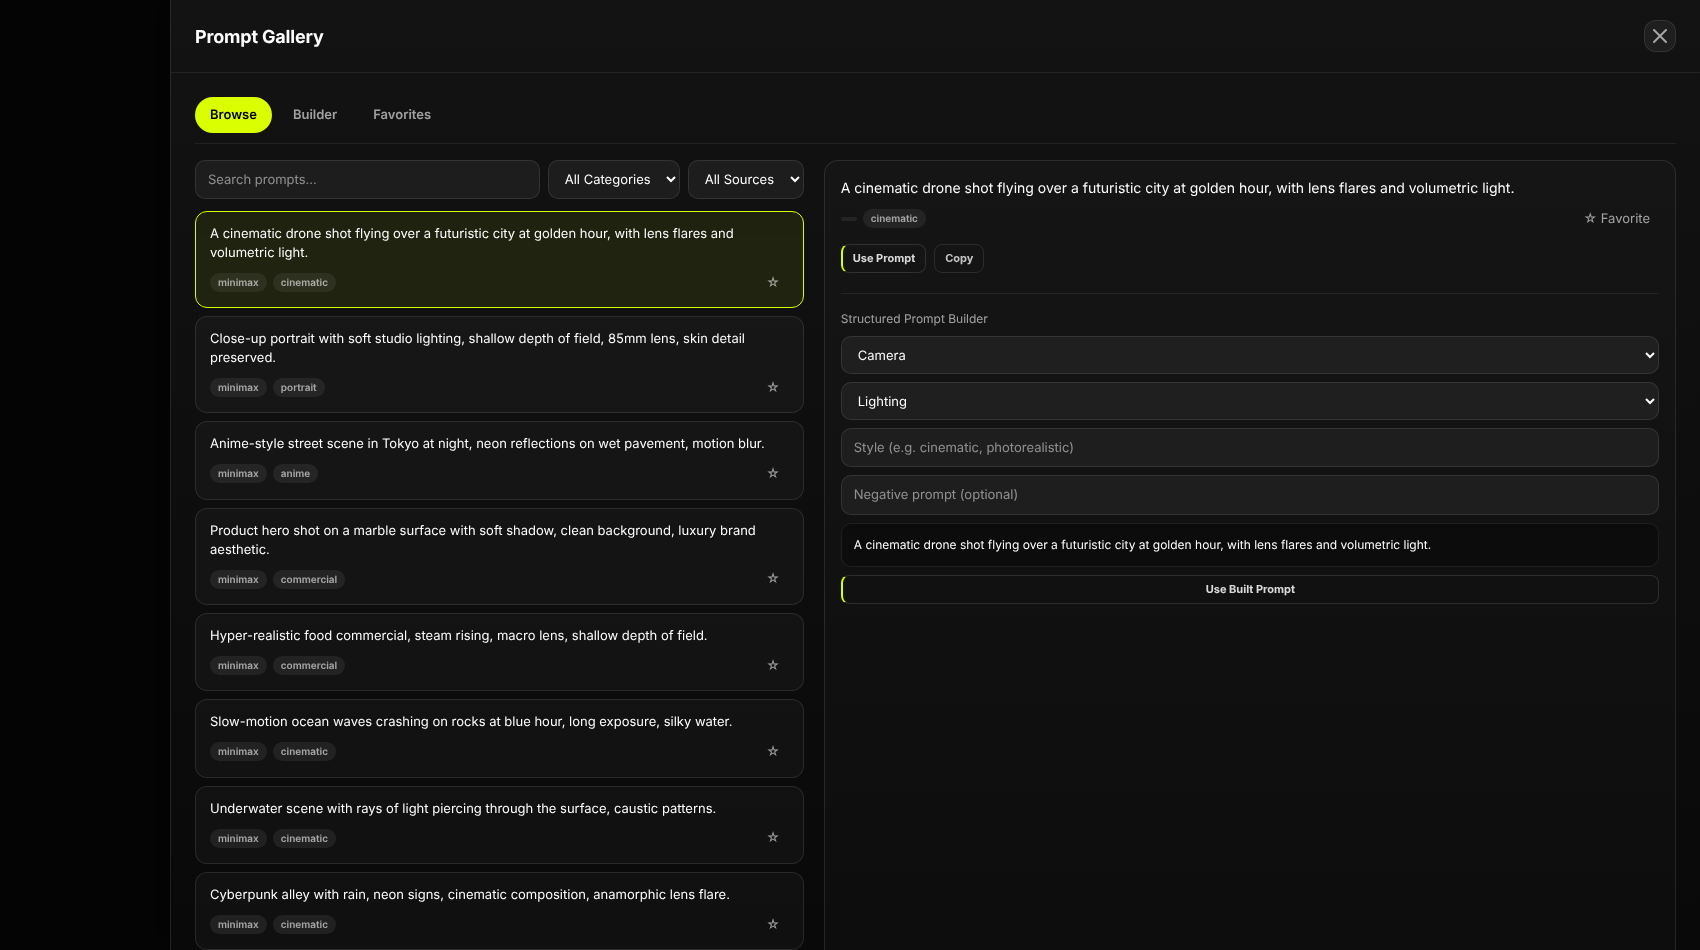 Prompt Gallery
Browse
Builder
Favorites
Search prompts...
All Categories
All Sources
A cinematic drone shot flying over a futuristic city at golden hour, with lens flares and
volumetric light.
minimax
cinematic
☆
Close-up portrait with soft studio lighting, shallow depth of field, 85mm lens, skin detail
preserved.
minimax
portrait
☆
Anime-style street scene in Tokyo at night, neon reflections on wet pavement, motion blur.
minimax
anime
☆
Product hero shot on a marble surface with soft shadow, clean background, luxury brand
aesthetic.
minimax
commercial
☆
Hyper-realistic food commercial, steam rising, macro lens, shallow depth of field.
minimax
commercial
☆
Slow-motion ocean waves crashing on rocks at blue hour, long exposure, silky water.
minimax
cinematic
☆
Underwater scene with rays of light piercing through the surface, caustic patterns.
minimax
cinematic
☆
Cyberpunk alley with rain, neon signs, cinematic composition, anamorphic lens flare.
minimax
cinematic
☆
A cinematic drone shot flying over a futuristic city at golden hour, with lens flares and volumetric light.
cinematic
☆ Favorite
Use Prompt
Copy
Structured Prompt Builder
Camera
Lighting
Style (e.g. cinematic, photorealistic)
Negative prompt (optional)
A cinematic drone shot flying over a futuristic city at golden hour, with lens flares and volumetric light.
Use Built Prompt